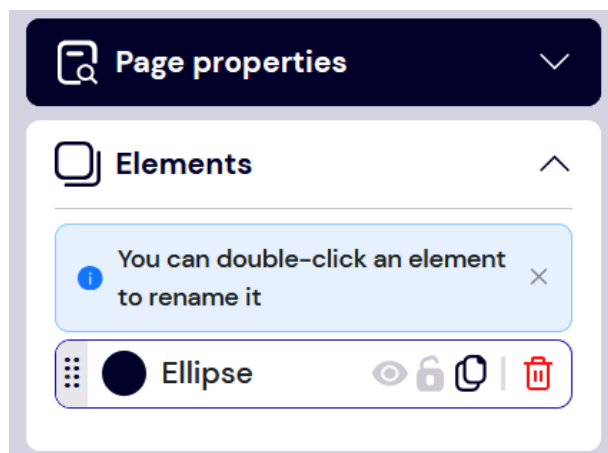 Page properties
Elements
You can double-click an element
to rename it
Ellipse